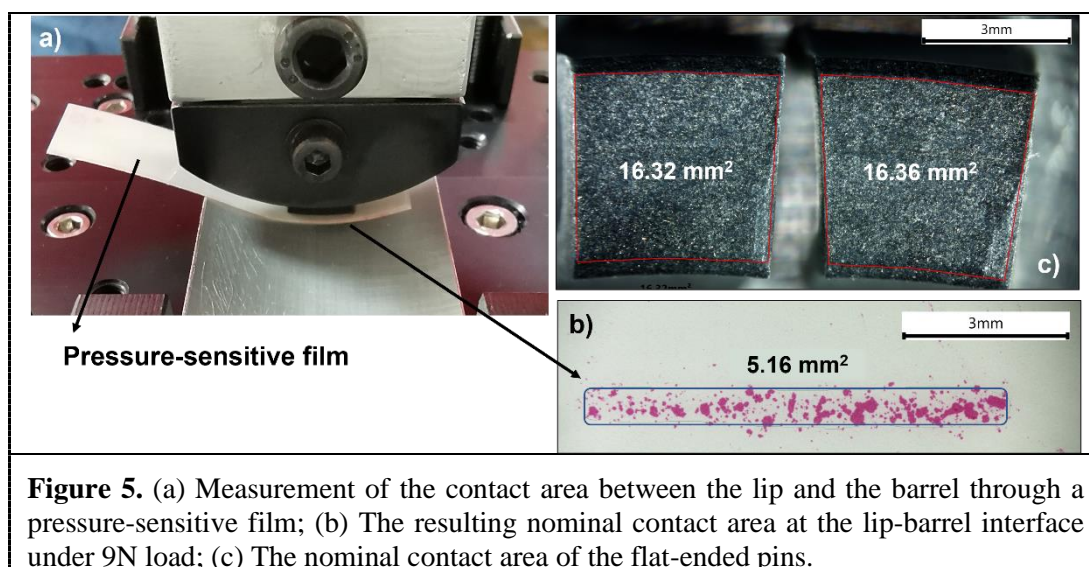 a)
Pressure-sensitive film
3mm
16.32 mm²
16.36 mm²
c)
16.32mm²
b)
3mm
5.16 mm²
Figure 5. (a) Measurement of the contact area between the lip and the barrel through a
pressure-sensitive film; (b) The resulting nominal contact area at the lip-barrel interface
under 9N load; (c) The nominal contact area of the flat-ended pins.